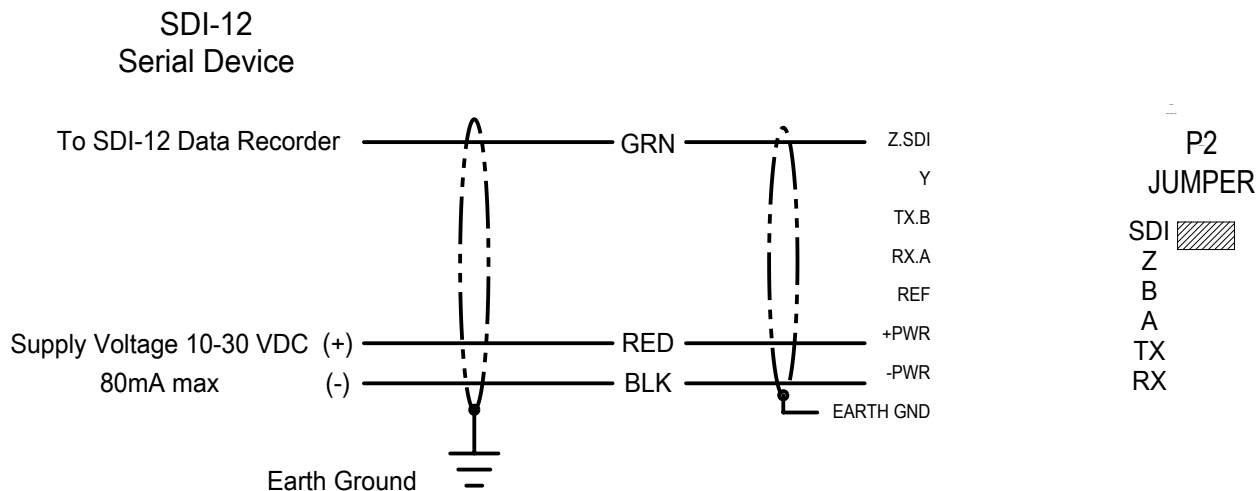 SDI-12
Serial Device
To SDI-12 Data Recorder
GRN
Z.SDI
Y
TX.B
RX.A
REF
Supply Voltage 10-30 VDC (+)
RED
+PWR
80mA max (-)
BLK
-PWR
EARTH GND
Earth Ground
P2
JUMPER
SDI
Z
B
A
TX
RX